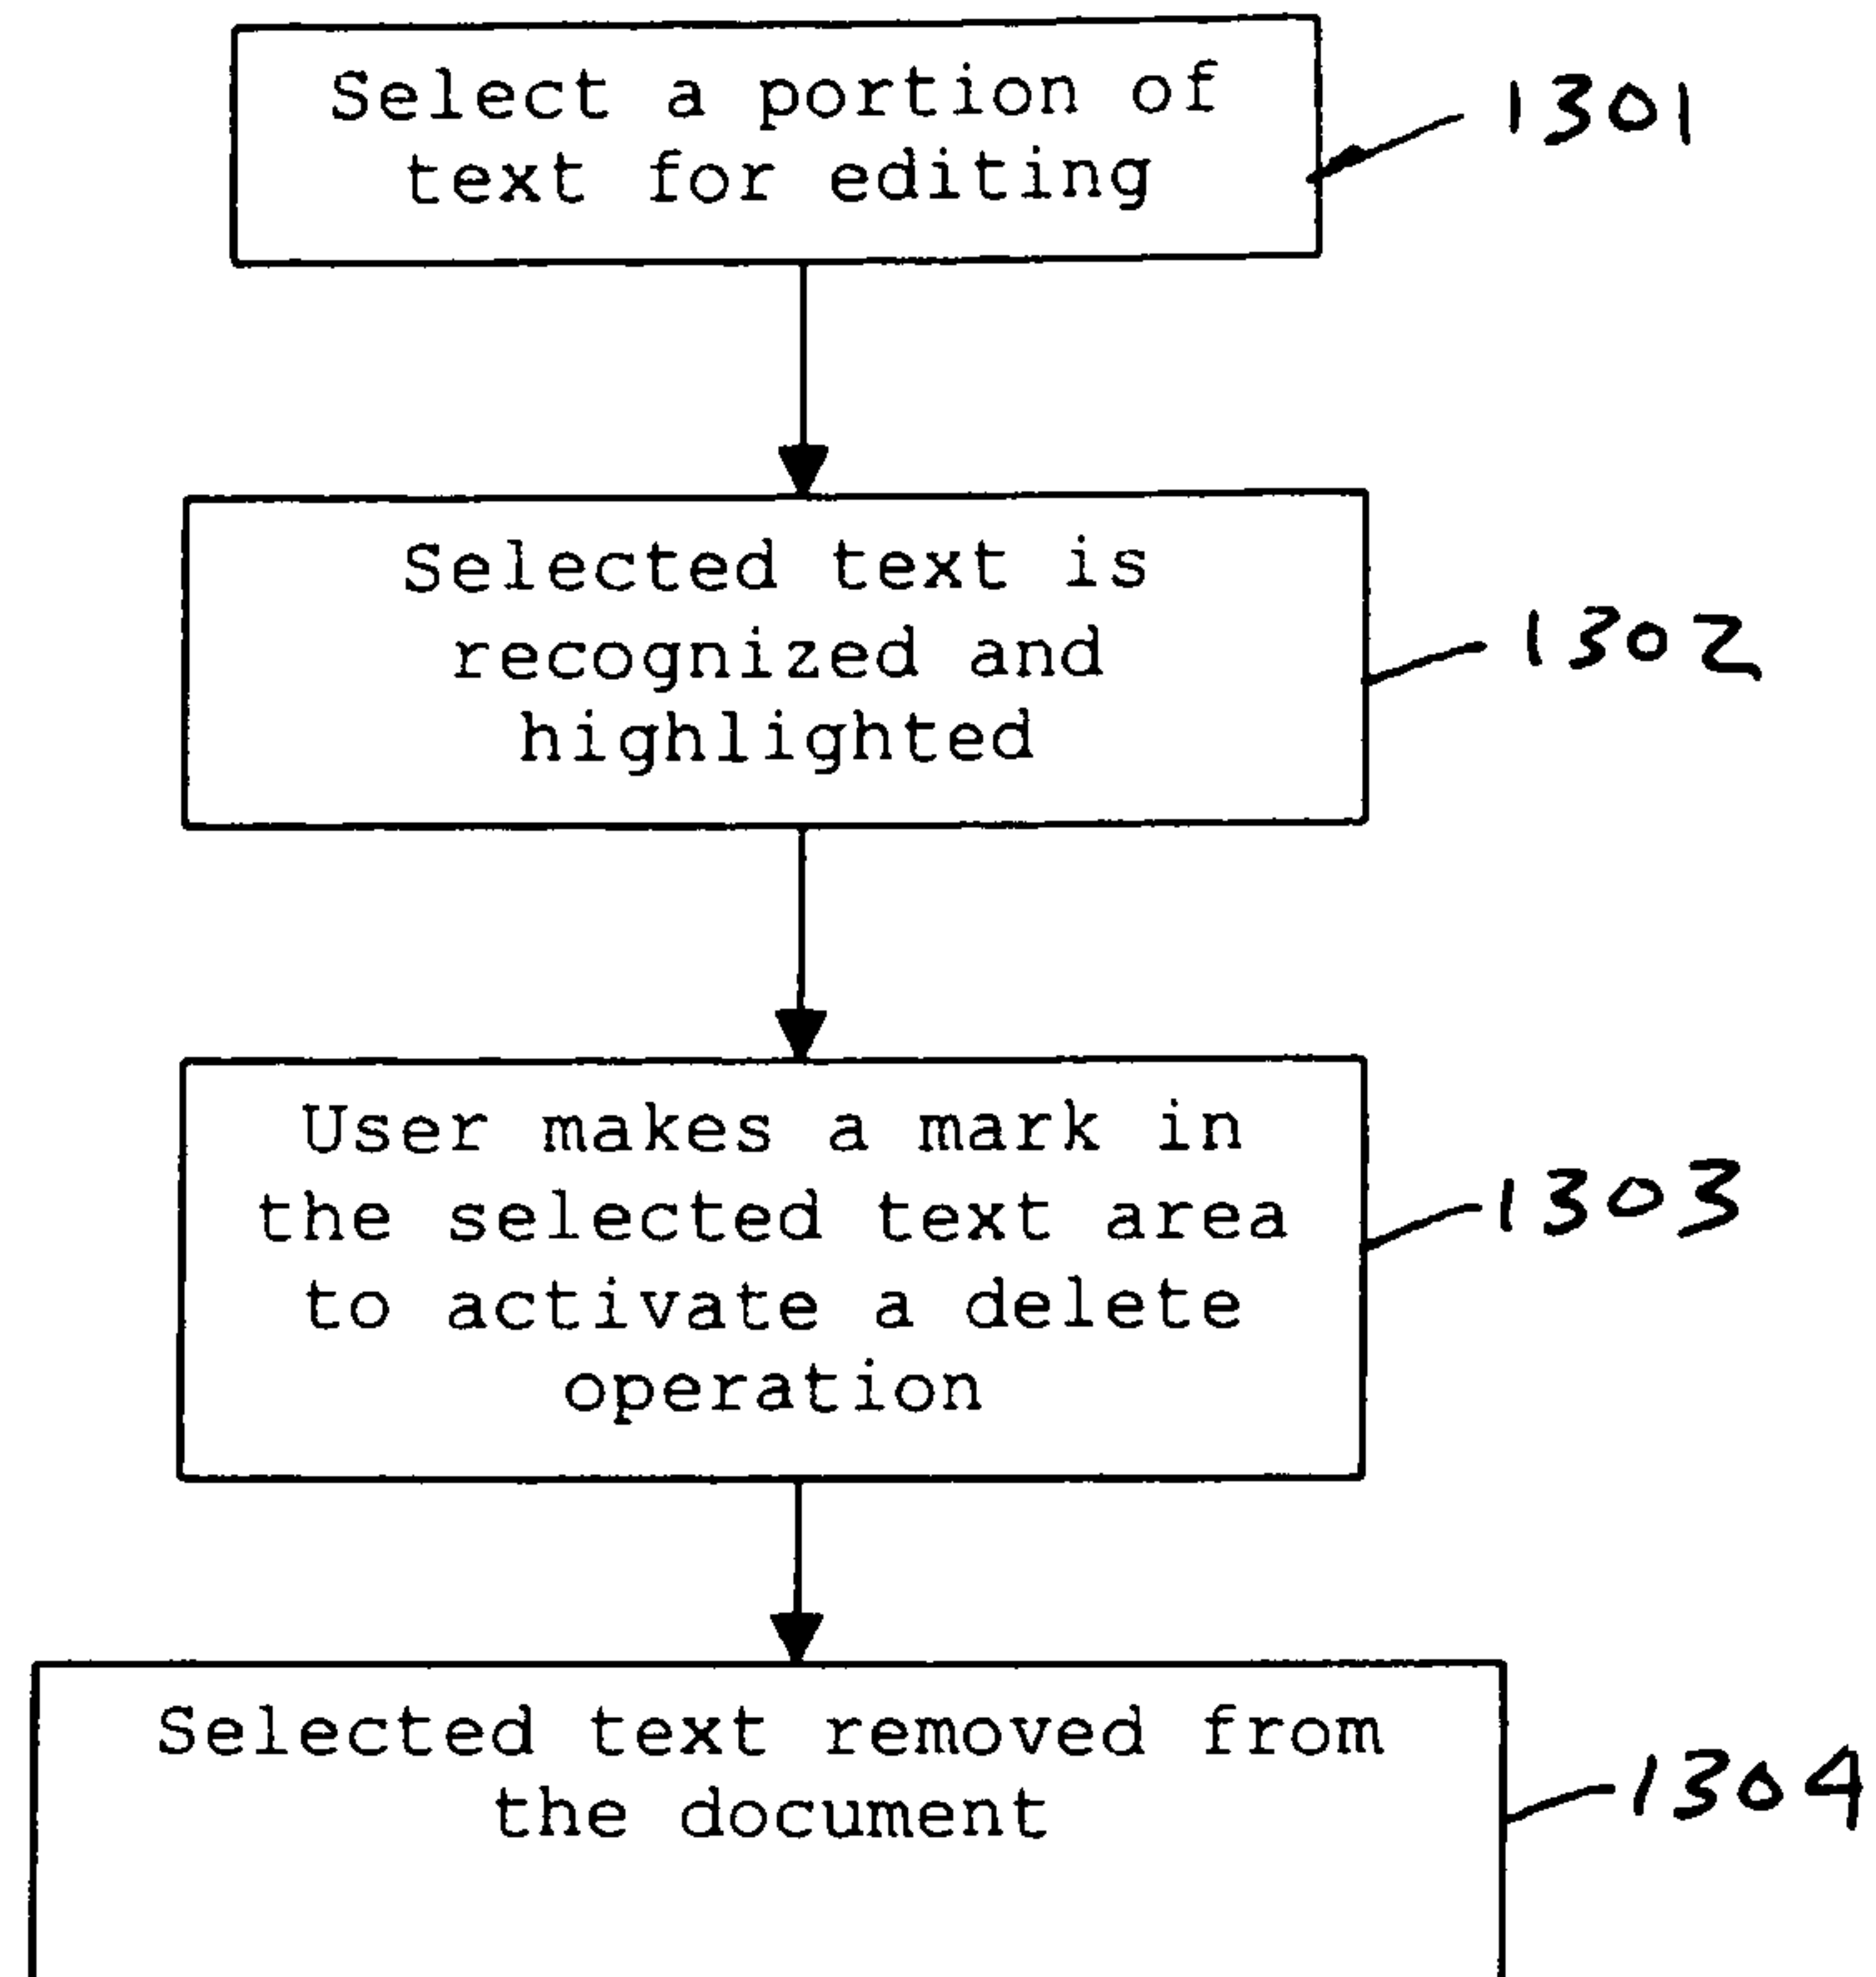 Select a portion of
text for editing
1301
Selected text is
recognized and
highlighted
1302
User makes a mark in
the selected text area
to activate a delete
operation
1303
Selected text removed from
the document
1304